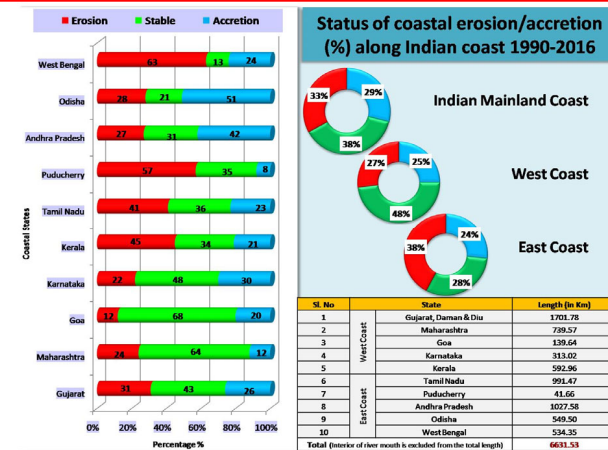 Erosion Stable Accretion
Coastal States
West Bengal 63 13 24
Odisha 28 21 51
Andhra Pradesh 27 31 42
Puducherry 57 35 8
Tamil Nadu 41 36 23
Kerala 45 34 21
Karnataka 22 48 30
Goa 12 68 20
Maharashtra 24 64 12
Gujarat 31 43 26
0% 20% 40% 60% 80% 100%
Percentage %
Status of coastal erosion/accretion
(%) along Indian coast 1990-2016
33% 29% 38%
Indian Mainland Coast
27% 25% 48%
West Coast
38% 24% 28%
East Coast
Sl. No State Length (in Km)
West Coast
1 Gujarat, Daman & Diu 1701.78
2 Maharashtra 739.57
3 Goa 139.64
4 Karnataka 313.02
5 Kerala 592.96
East Coast
6 Tamil Nadu 991.47
7 Puducherry 41.66
8 Andhra Pradesh 1027.58
9 Odisha 549.50
10 West Bengal 534.35
Total (Interior of river mouth is excluded from the total length) 6631.53